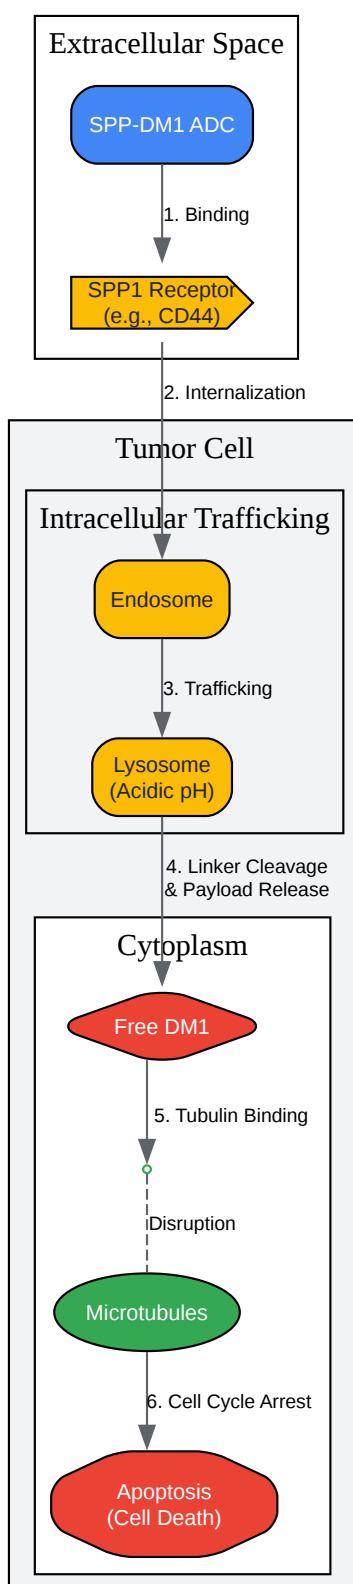 Extracellular Space
SPP-DM1 ADC
1. Binding
SPP1 Receptor
(e.g., CD44)
2. Internalization
Tumor Cell
Intracellular Trafficking
Endosome
3. Trafficking
Lysosome
(Acidic pH)
4. Linker Cleavage
& Payload Release
Cytoplasm
Free DM1
5. Tubulin Binding
Disruption
Microtubules
6. Cell Cycle Arrest
Apoptosis
(Cell Death)